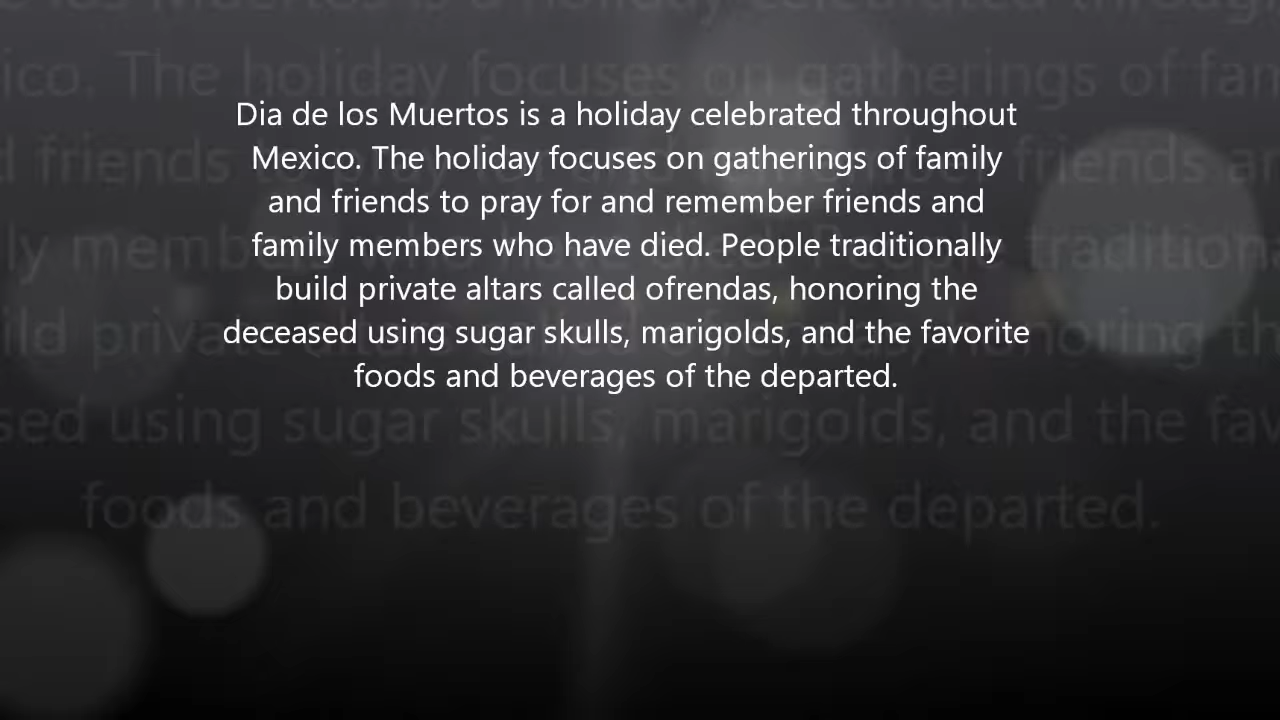 Dia de los Muertos is a holiday celebrated throughout
Mexico. The holiday focuses on gatherings of family
and friends to pray for and remember friends and
family members who have died. People traditionally
build private altars called ofrendas, honoring the
deceased using sugar skulls, marigolds, and the favorite
foods and beverages of the departed.